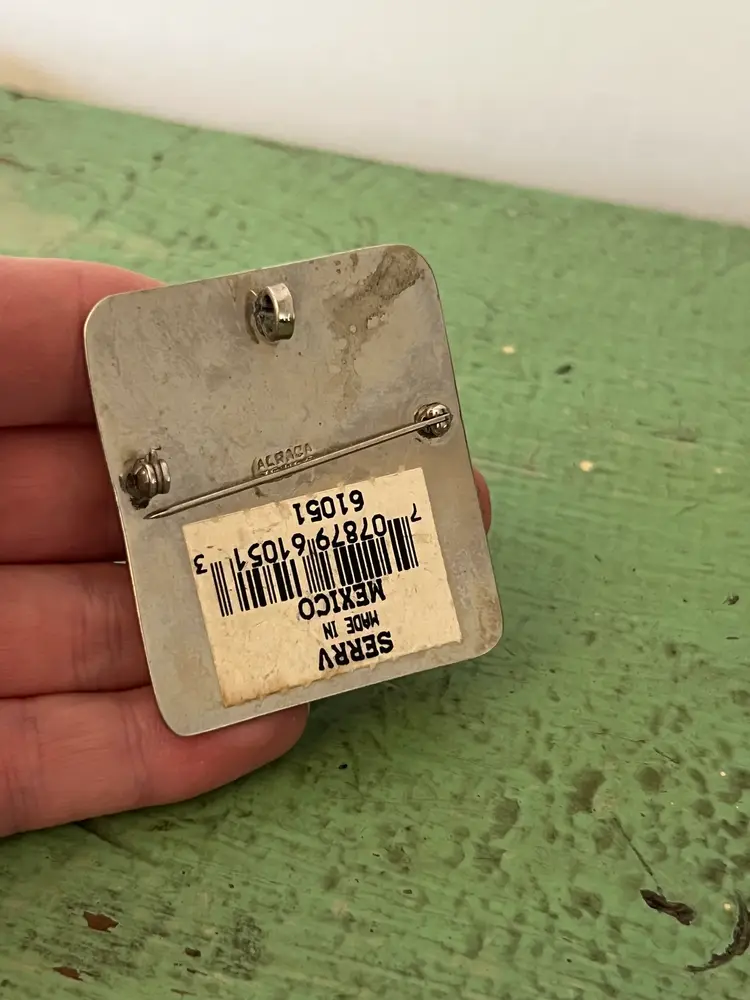 ALPACA
SERRV
MADE IN
MEXICO
7 07879 61051 3
61051